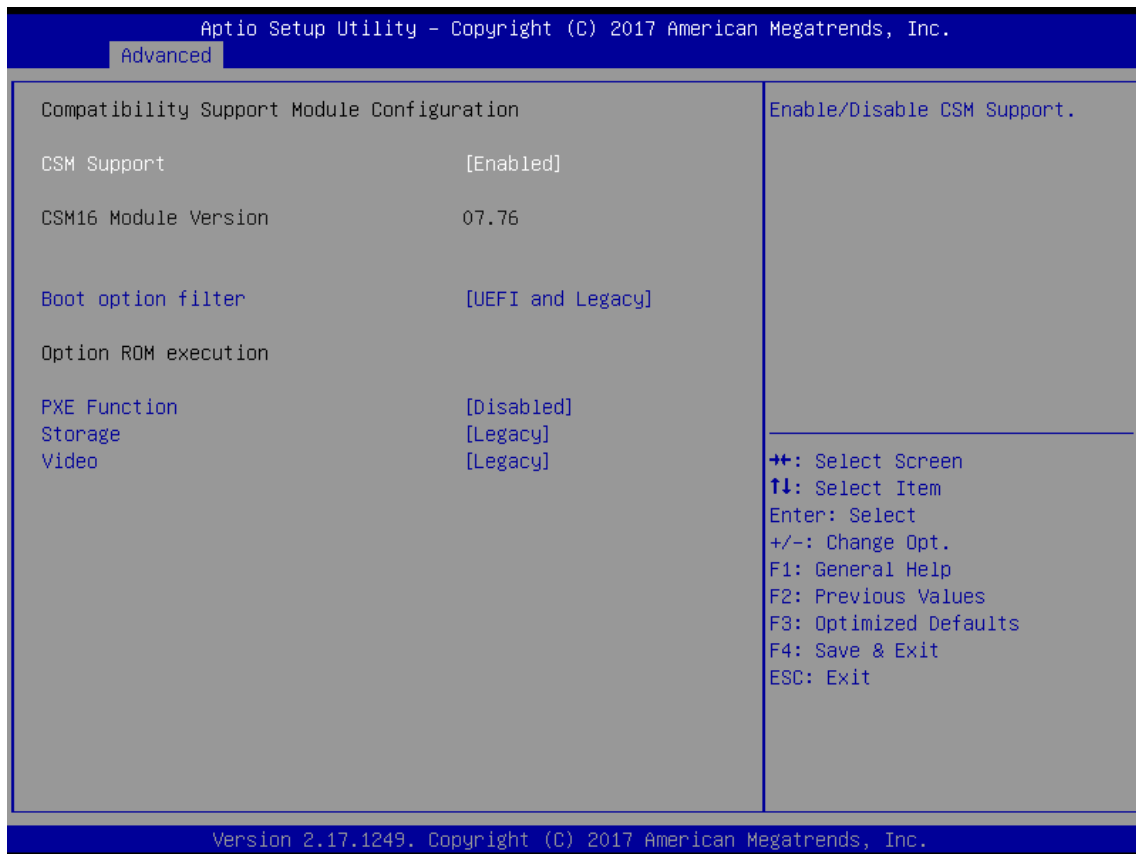 Aptio Setup Utility – Copyright (C) 2017 American Megatrends, Inc.
Advanced
Compatibility Support Module Configuration
CSM Support [Enabled]
CSM16 Module Version 07.76
Boot option filter [UEFI and Legacy]
Option ROM execution
PXE Function [Disabled]
Storage [Legacy]
Video [Legacy]
Enable/Disable CSM Support.
→←: Select Screen
↑↓: Select Item
Enter: Select
+/-: Change Opt.
F1: General Help
F2: Previous Values
F3: Optimized Defaults
F4: Save & Exit
ESC: Exit
Version 2.17.1249. Copyright (C) 2017 American Megatrends, Inc.